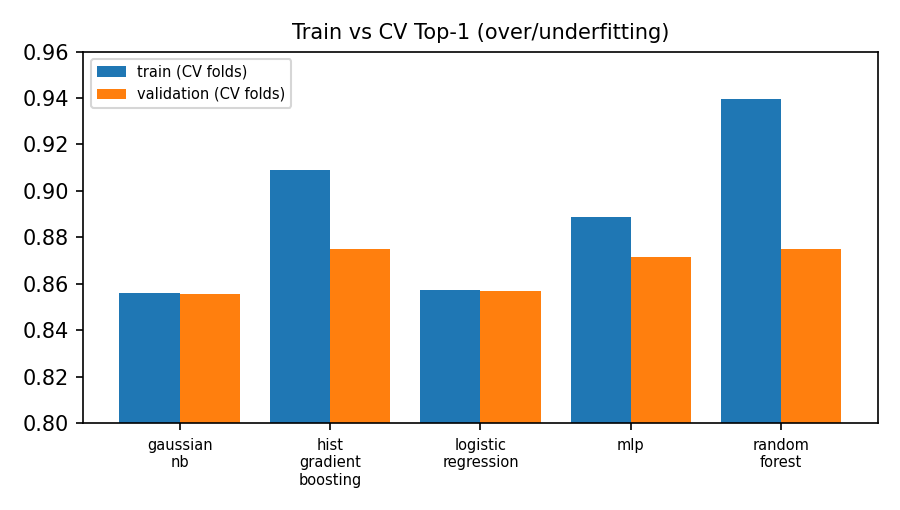 Train vs CV Top-1 (over/underfitting)
0.96
0.94
0.92
0.90
0.88
0.86
0.84
0.82
0.80
train (CV folds)
validation (CV folds)
gaussian
nb
hist
gradient
boosting
logistic
regression
mlp
random
forest